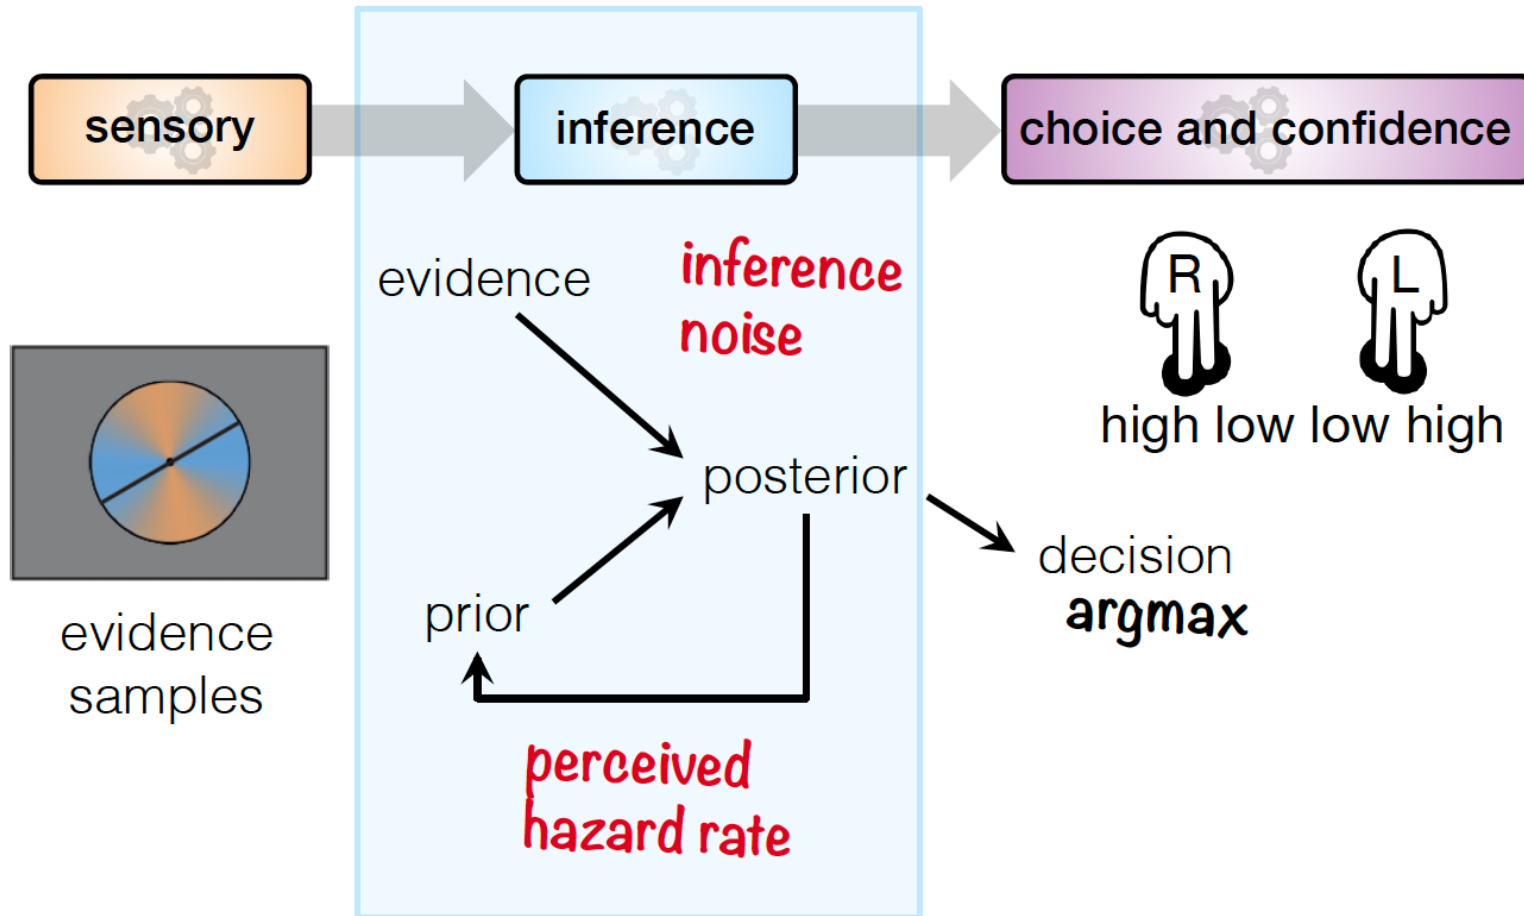 sensory
inference
choice and confidence
evidence
inference
noise
R
L
high low low high
posterior
decision
argmax
prior
evidence
samples
perceived
hazard rate